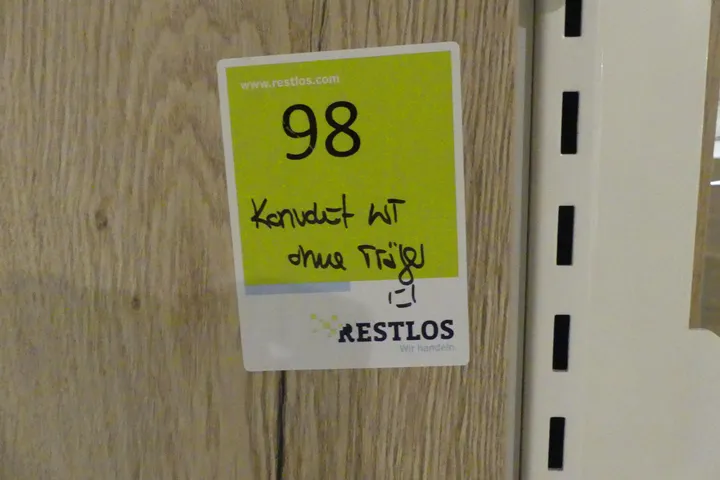 www.restlos.com
98
Konvolut WT
ohne Träger
RESTLOS
Wir handeln.